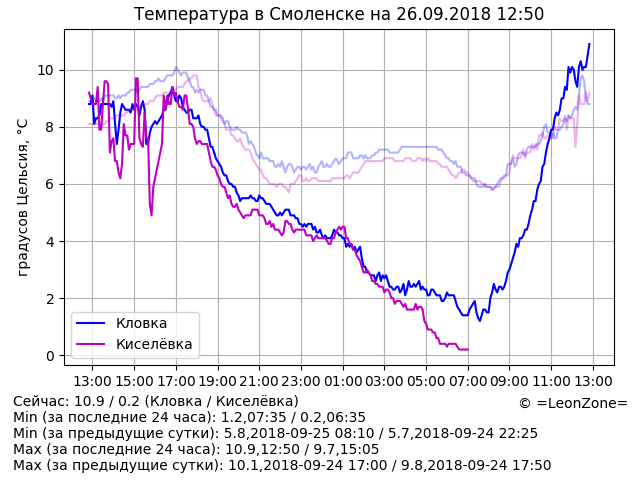 Температура в Смоленске на 26.09.2018 12:50
градусов Цельсия, °C
10
8
6
4
2
0
Кловка
Киселёвка
13:00 15:00 17:00 19:00 21:00 23:00 01:00 03:00 05:00 07:00 09:00 11:00 13:00
Сейчас: 10.9 / 0.2 (Кловка / Киселёвка)
© =LeonZone=
Min (за последние 24 часа): 1.2,07:35 / 0.2,06:35
Min (за предыдущие сутки): 5.8,2018-09-25 08:10 / 5.7,2018-09-24 22:25
Max (за последние 24 часа): 10.9,12:50 / 9.7,15:05
Max (за предыдущие сутки): 10.1,2018-09-24 17:00 / 9.8,2018-09-24 17:50